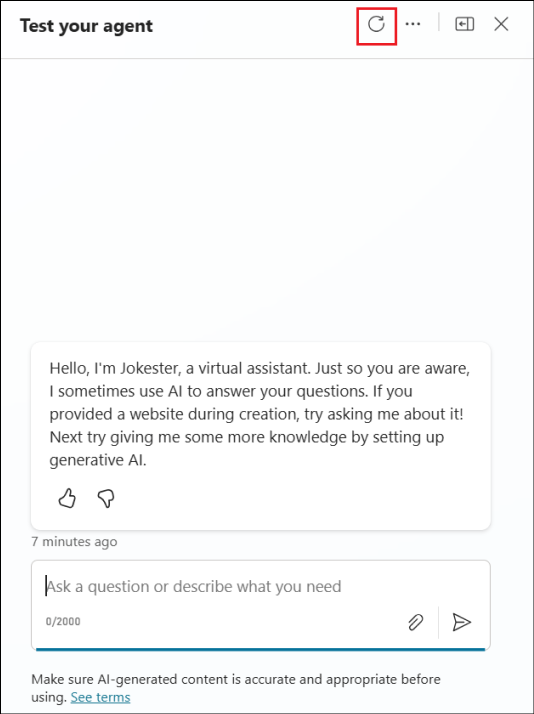 Test your agent
Hello, I'm Jokester, a virtual assistant. Just so you are aware,
I sometimes use AI to answer your questions. If you
provided a website during creation, try asking me about it!
Next try giving me some more knowledge by setting up
generative AI.
7 minutes ago
Ask a question or describe what you need
0/2000
Make sure AI-generated content is accurate and appropriate before
using. See terms